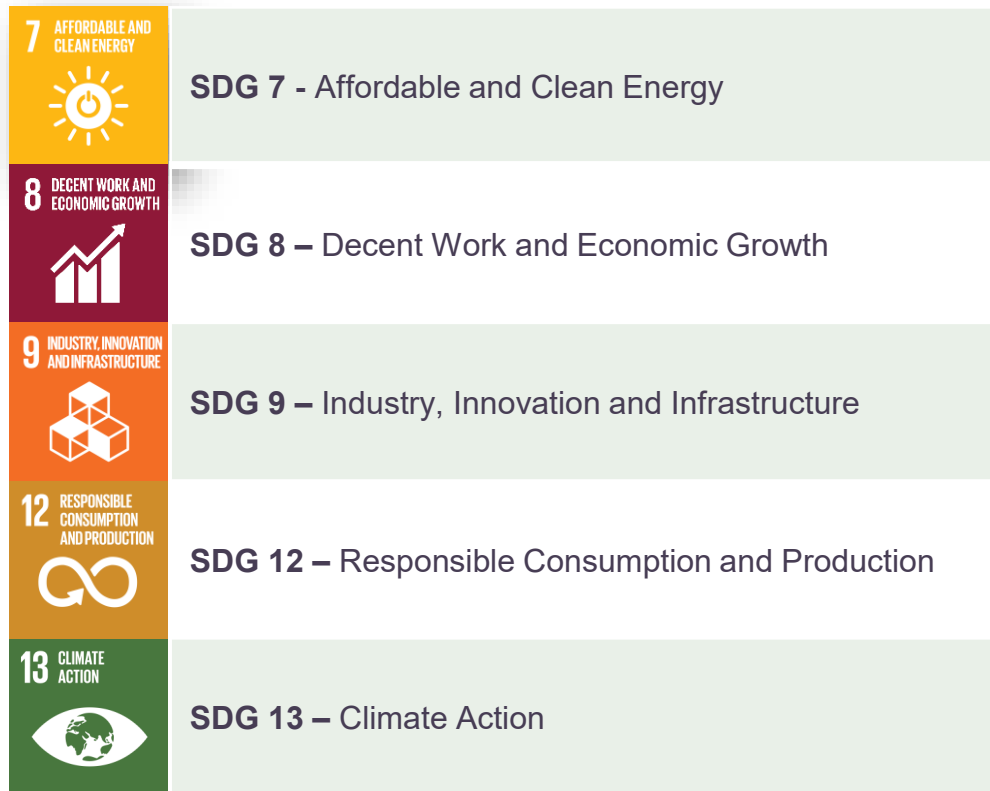 7 AFFORDABLE AND
CLEAN ENERGY
SDG 7 - Affordable and Clean Energy
8 DECENT WORK AND
ECONOMIC GROWTH
SDG 8 – Decent Work and Economic Growth
9 INDUSTRY, INNOVATION
AND INFRASTRUCTURE
SDG 9 – Industry, Innovation and Infrastructure
12 RESPONSIBLE
CONSUMPTION
AND PRODUCTION
SDG 12 – Responsible Consumption and Production
13 CLIMATE
ACTION
SDG 13 – Climate Action